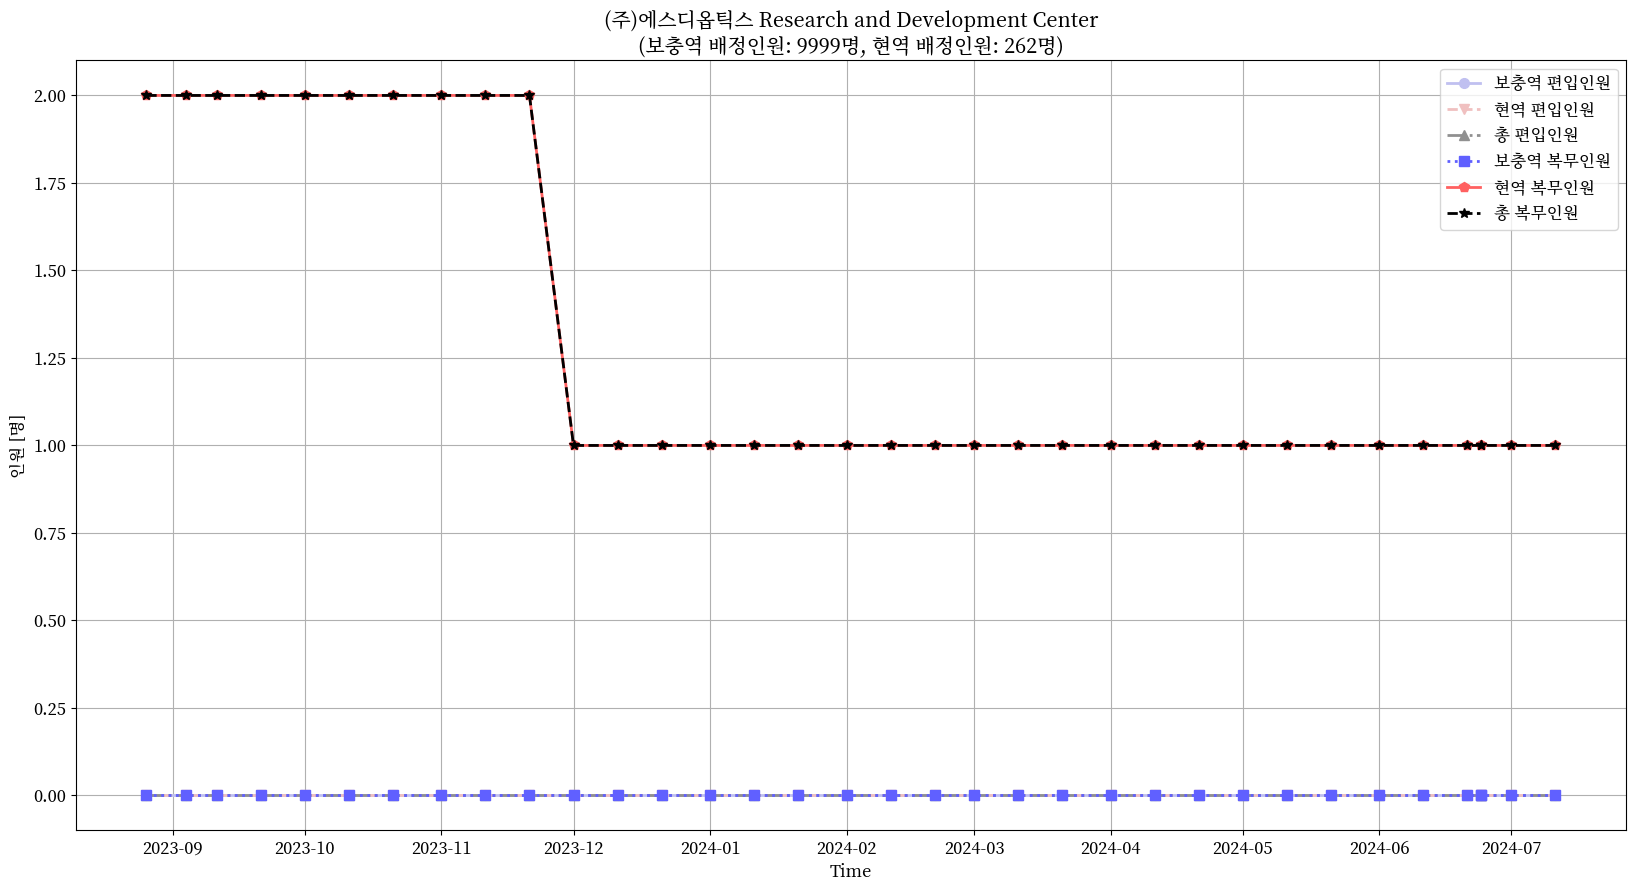 (주)에스디옵틱스 Research and Development Center
(보충역 배정인원: 9999명, 현역 배정인원: 262명)
보충역 편입인원
현역 편입인원
총 편입인원
보충역 복무인원
현역 복무인원
총 복무인원
인원 [명]
2.00
1.75
1.50
1.25
1.00
0.75
0.50
0.25
0.00
2023-09 2023-10 2023-11 2023-12 2024-01 2024-02 2024-03 2024-04 2024-05 2024-06 2024-07
Time